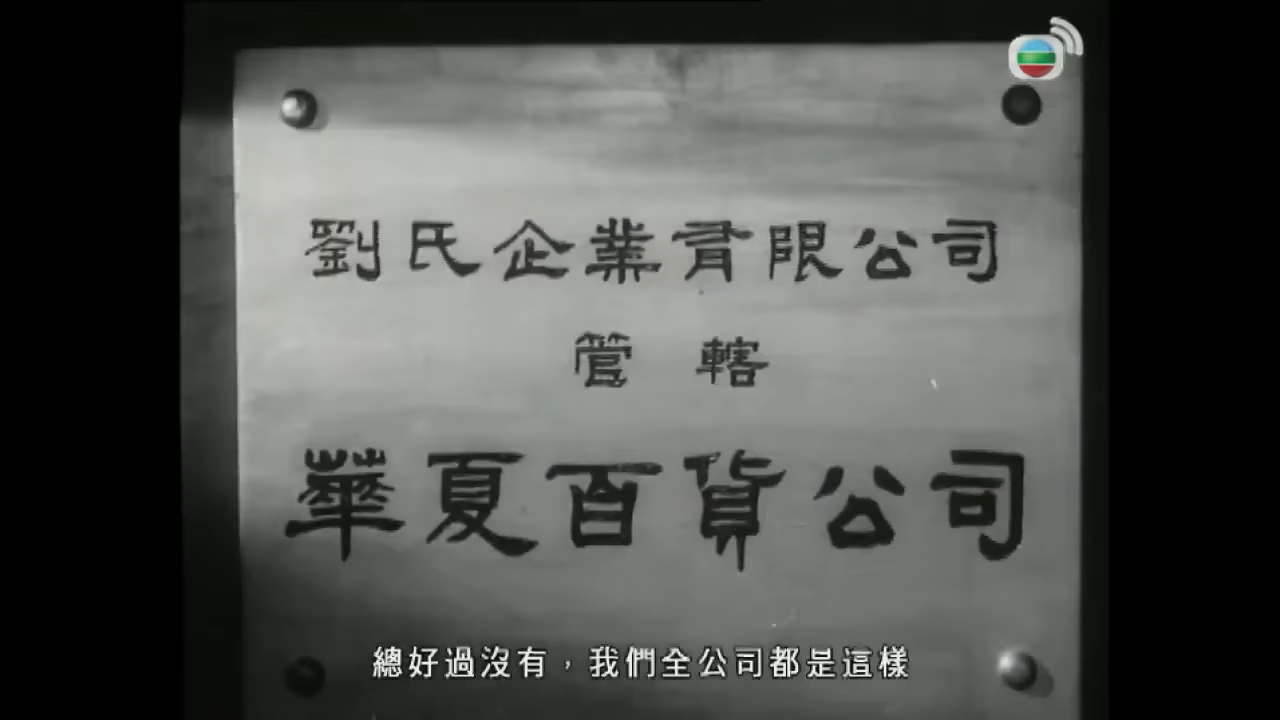 劉氏企業有限公司
管轄
華夏百貨公司
總好過沒有，我們全公司都是這樣